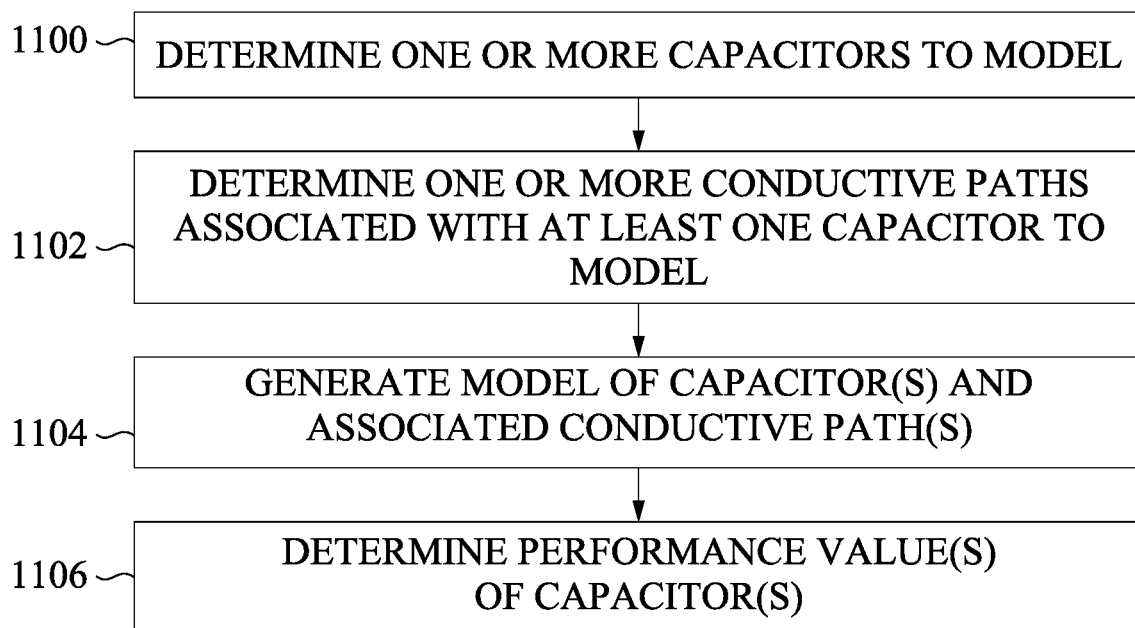 1100
DETERMINE ONE OR MORE CAPACITORS TO MODEL
1102
DETERMINE ONE OR MORE CONDUCTIVE PATHS
ASSOCIATED WITH AT LEAST ONE CAPACITOR TO
MODEL
1104
GENERATE MODEL OF CAPACITOR(S) AND
ASSOCIATED CONDUCTIVE PATH(S)
1106
DETERMINE PERFORMANCE VALUE(S)
OF CAPACITOR(S)